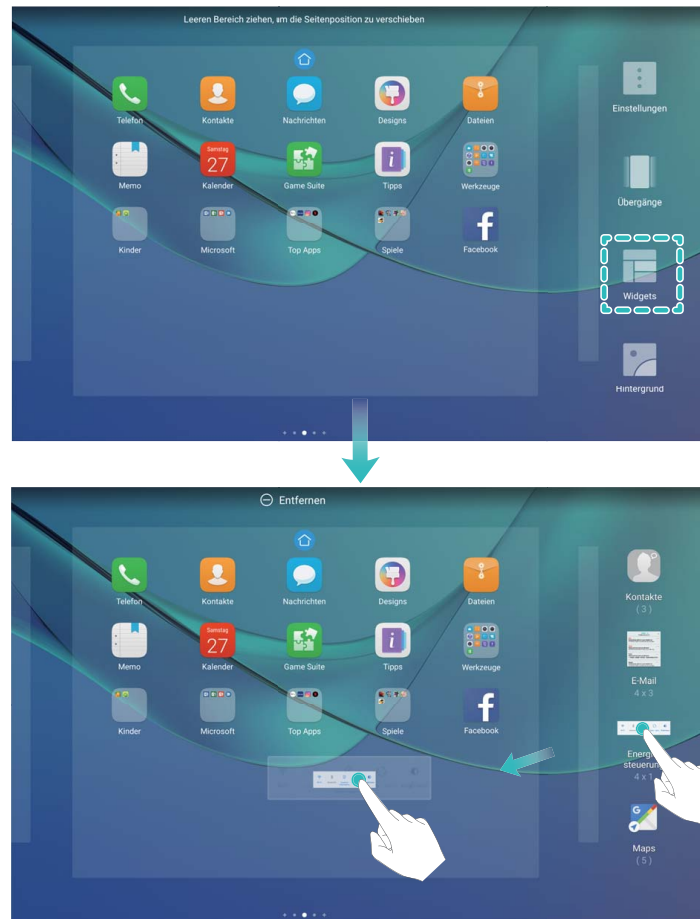 Leeren Bereich ziehen, um die Seitenposition zu verschieben
Telefon
Kontakte
Nachrichten
Designs
Dateien
Einstellungen
Memo
Samstag
27
Kalender
Game Suite
i
Tipps
Werkzeuge
Übergänge
Kinder
Microsoft
Top Apps
Spiele
f
Facebook
Widgets
Hintergrund
Entfernen
Telefon
Kontakte
Nachrichten
Designs
Dateien
Kontakte
(3)
Memo
Samstag
27
Kalender
Game Suite
i
Tipps
Werkzeuge
E-Mail
4 x 3
Kinder
Microsoft
Top Apps
Spiele
f
Facebook
Energie
steuerun
4 x 1
G
Maps
(5)